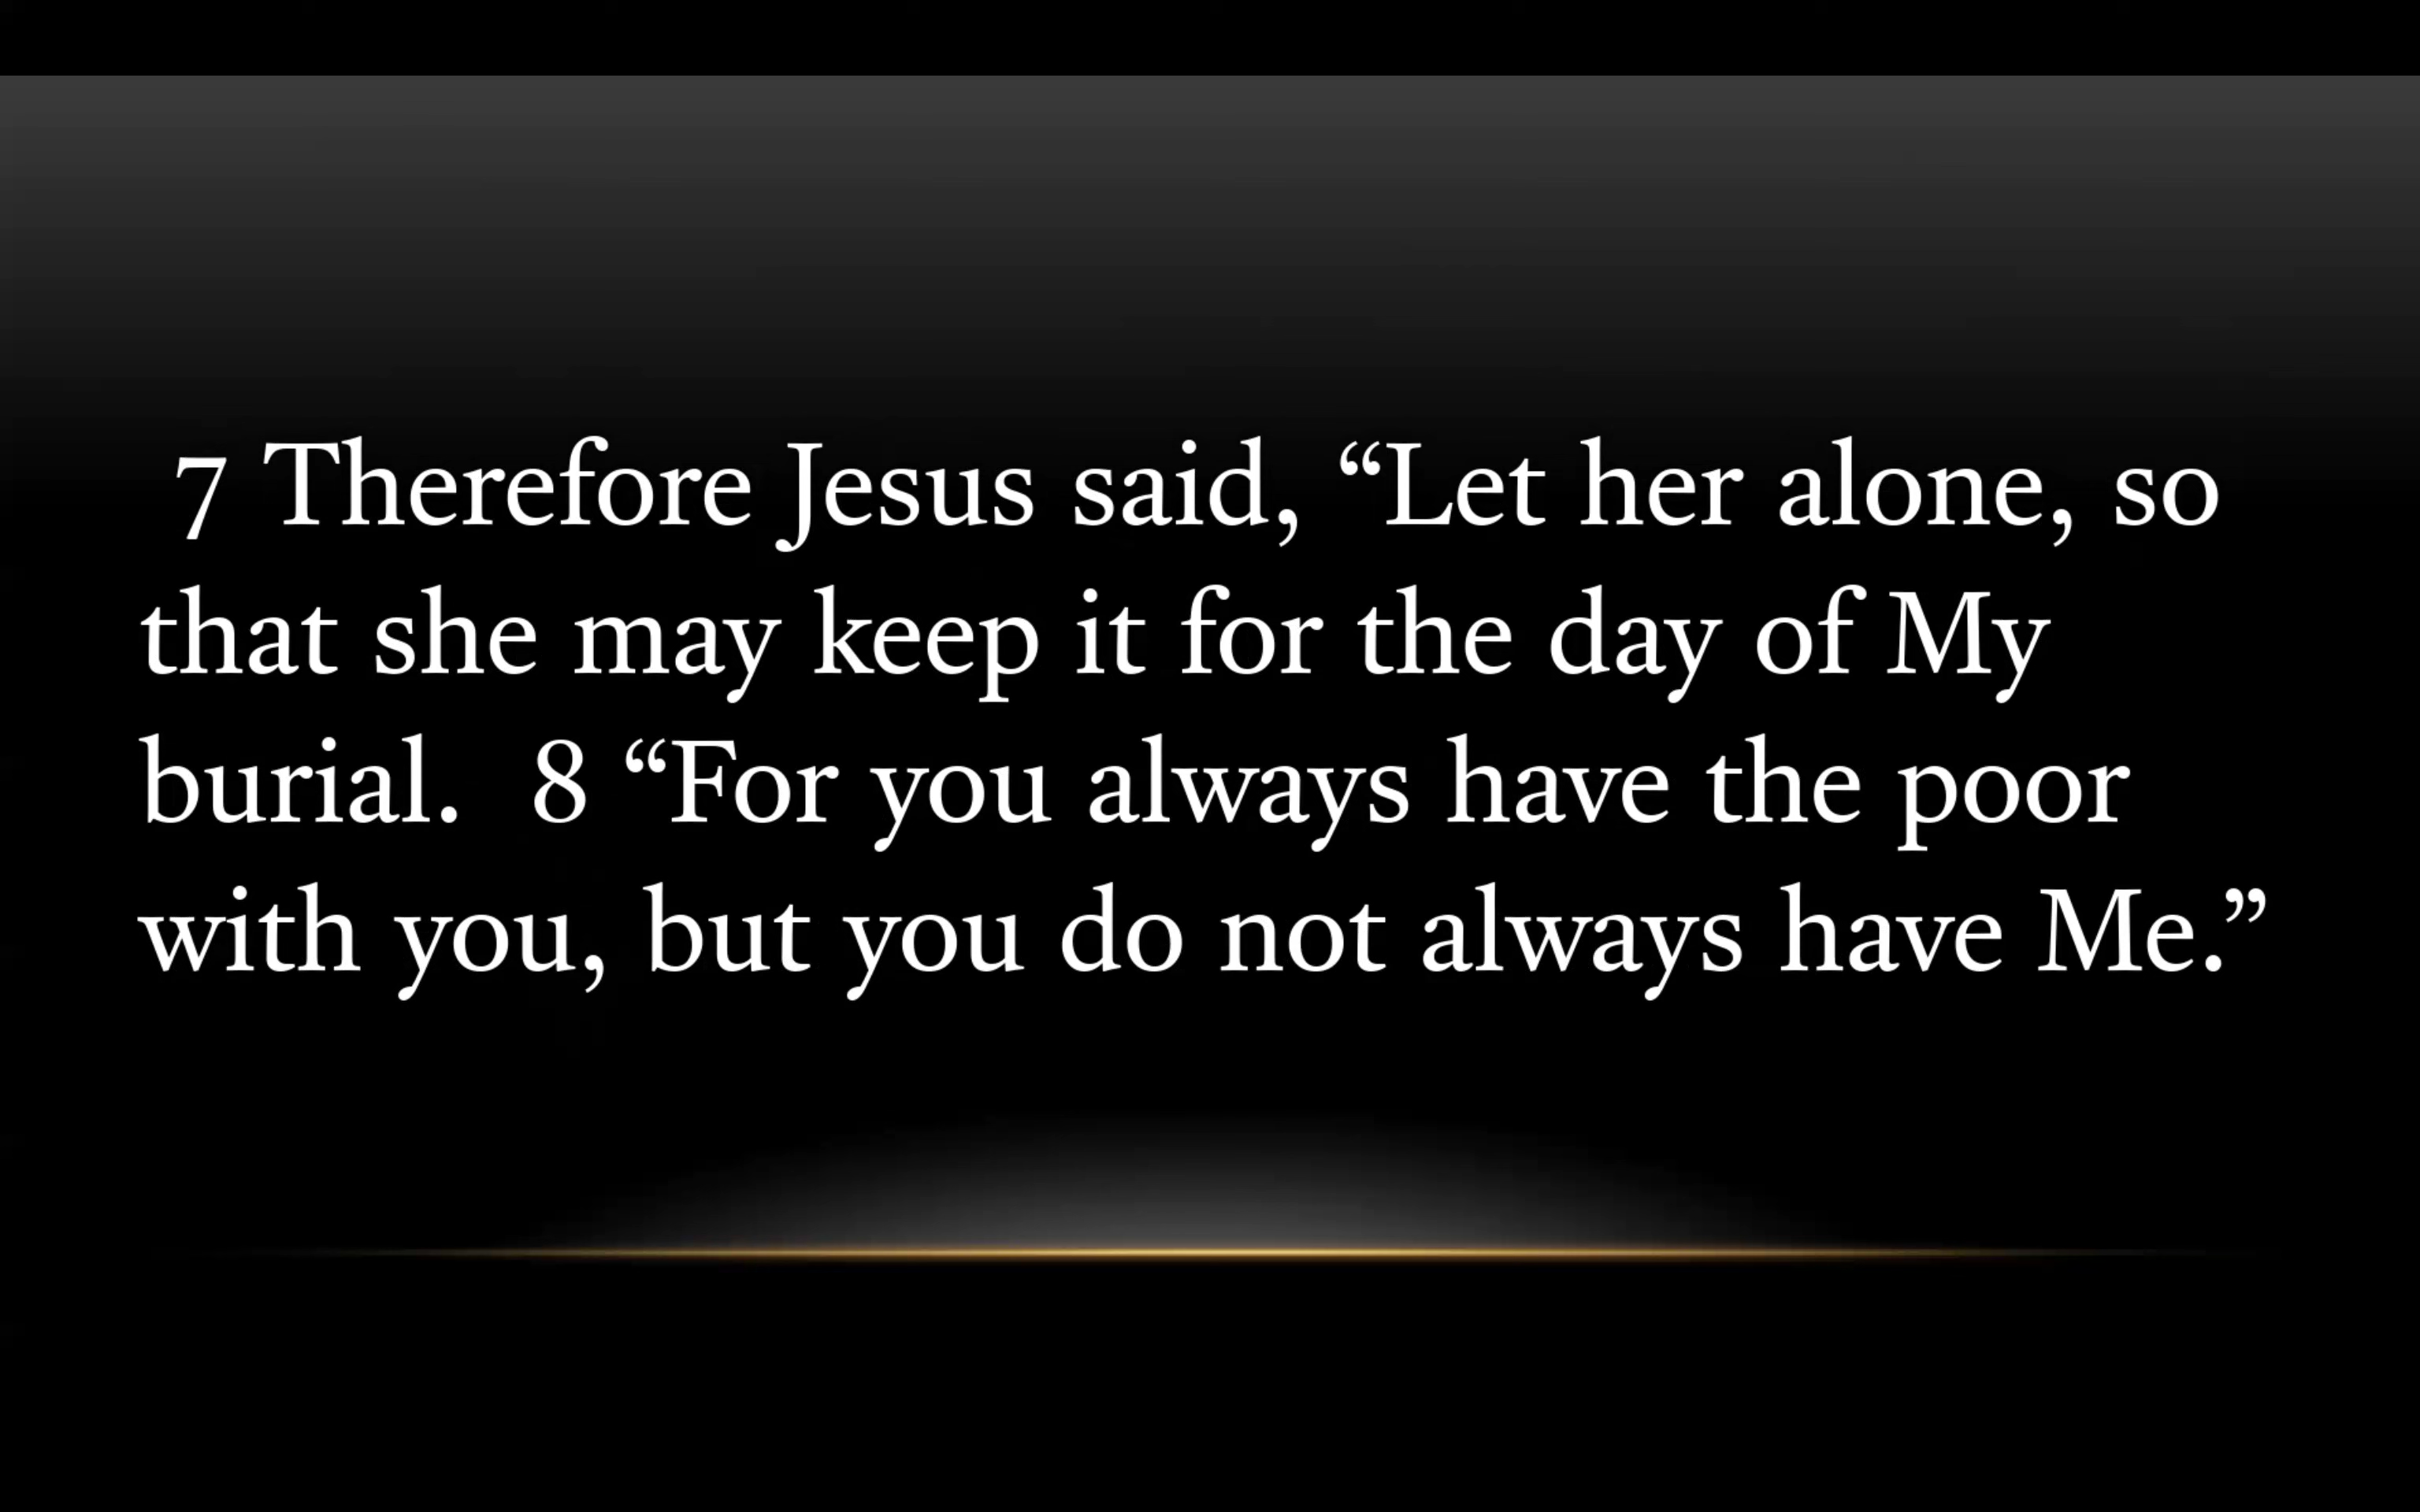 7 Therefore Jesus said, “Let her alone, so
that she may keep it for the day of My
burial.  8 “For you always have the poor
with you, but you do not always have Me.”